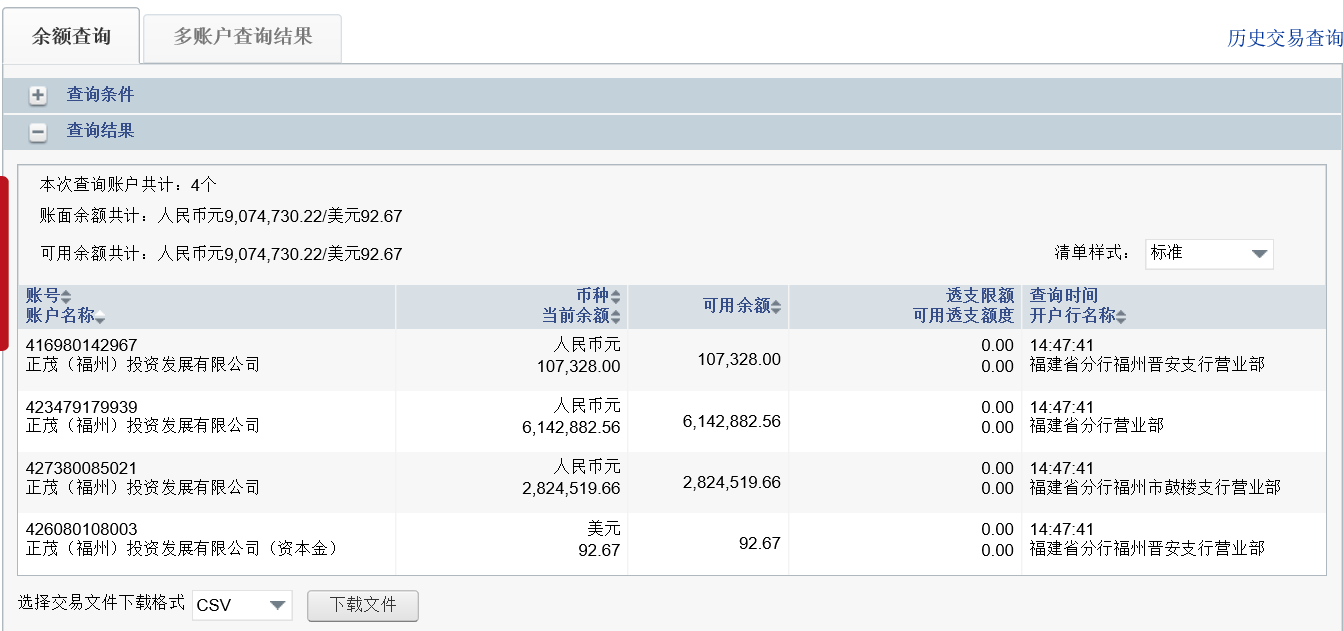 余额查询 多账户查询结果 历史交易查询
查询条件
查询结果
本次查询账户共计：4个
账面余额共计：人民币元9,074,730.22/美元92.67
可用余额共计：人民币元9,074,730.22/美元92.67
清单样式： 标准
账号 币种 可用余额 透支限额 查询时间
账户名称 当前余额 可用透支额度 开户行名称
416980142967 人民币元 107,328.00 0.00 14:47:41
正茂（福州）投资发展有限公司 107,328.00 0.00 福建省分行福州晋安支行营业部
423479179939 人民币元 6,142,882.56 0.00 14:47:41
正茂（福州）投资发展有限公司 6,142,882.56 0.00 福建省分行营业部
427380085021 人民币元 2,824,519.66 0.00 14:47:41
正茂（福州）投资发展有限公司 2,824,519.66 0.00 福建省分行福州市鼓楼支行营业部
426080108003 美元 92.67 0.00 14:47:41
正茂（福州）投资发展有限公司（资本金） 92.67 0.00 福建省分行福州晋安支行营业部
选择交易文件下载格式 CSV 下载文件